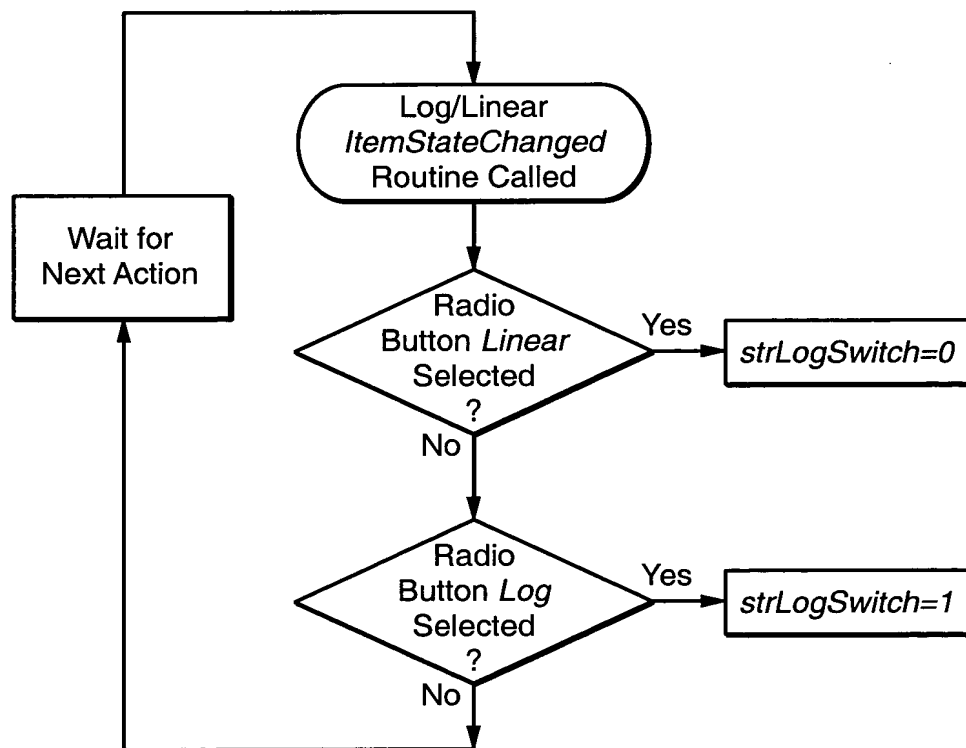 Log/Linear
ItemStateChanged
Routine Called
Wait for
Next Action
Radio
Button Linear
Selected
?
Yes
strLogSwitch=0
No
Radio
Button Log
Selected
?
Yes
strLogSwitch=1
No